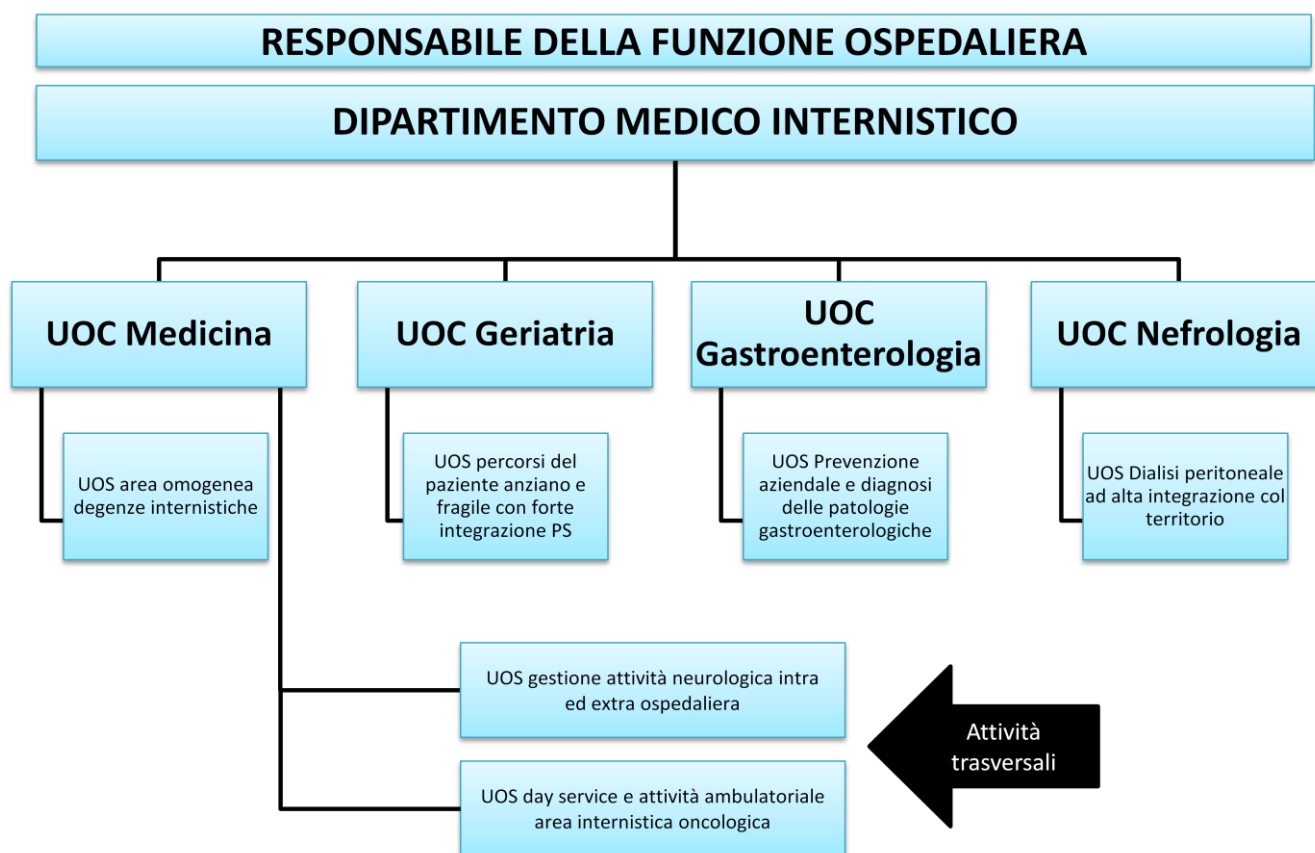 RESPONSABILE DELLA FUNZIONE OSPEDALIERA
DIPARTIMENTO MEDICO INTERNISTICO
UOC Medicina
UOC Geriatria
UOC
Gastroenterologia
UOC Nefrologia
UOS area omogenea
degenze internistiche
UOS percorsi del
paziente anziano e
fragile con forte
integrazione PS
UOS Prevenzione
aziendale e diagnosi
delle patologie
gastroenterologiche
UOS Dialisi peritoneale
ad alta integrazione col
territorio
UOS gestione attività neurologica intra
ed extra ospedaliera
Attività
trasversali
UOS day service e attività ambulatoriale
area internistica oncologica